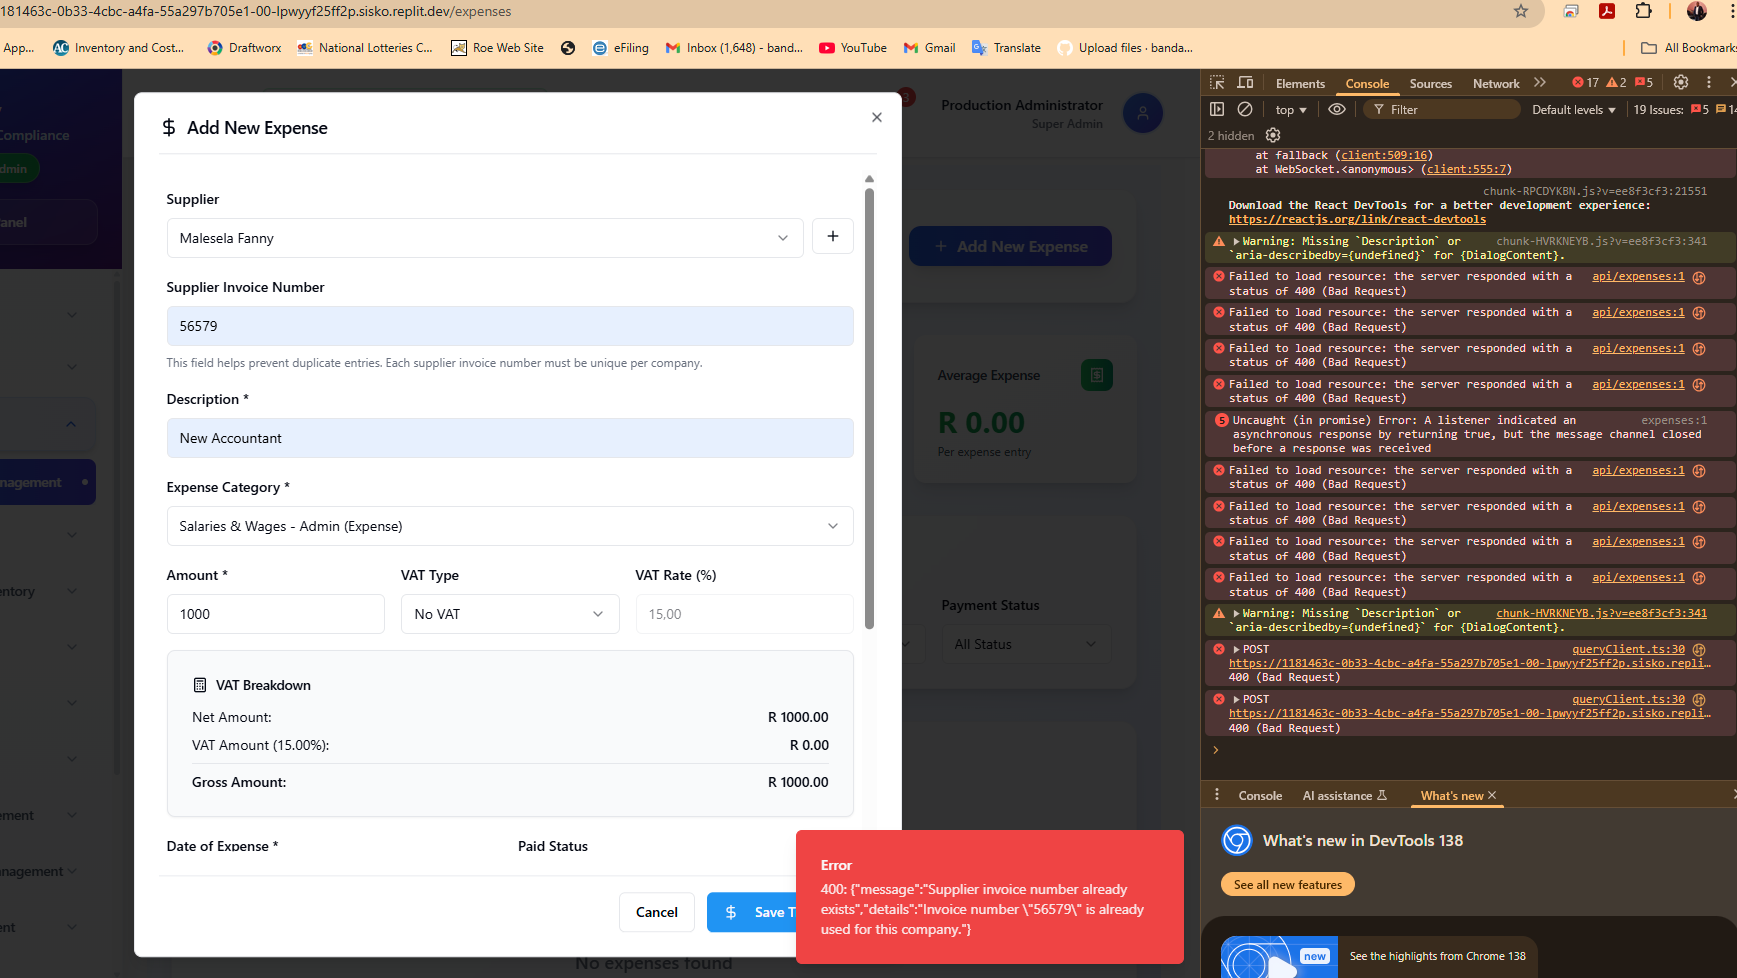 181463c-0b33-4cbc-a4fa-55a297b705e1-00-lpwyyf25ff2p.sisko.replit.dev/expenses
App...
Inventory and Cost...
Draftworx
National Lotteries C...
Roe Web Site
eFiling
Inbox (1,648) - band...
YouTube
Gmail
Translate
Upload files · banda...
All Bookmarks
Compliance
dmin
anel
nagement
entory
ement
anagement
ent
Production Administrator
Super Admin
3
Add New Expense
Average Expense
R 0.00
Per expense entry
Payment Status
All Status
No expenses found
Add New Expense
Supplier
Malesela Fanny
Supplier Invoice Number
56579
This field helps prevent duplicate entries. Each supplier invoice number must be unique per company.
Description *
New Accountant
Expense Category *
Salaries & Wages - Admin (Expense)
Amount *
VAT Type
VAT Rate (%)
1000
No VAT
15,00
VAT Breakdown
Net Amount:
R 1000.00
VAT Amount (15.00%):
R 0.00
Gross Amount:
R 1000.00
Date of Expense *
Paid Status
Cancel
Save T
Error
400: {"message":"Supplier invoice number already
exists","details":"Invoice number \"56579\" is already
used for this company."}
Elements
Console
Sources
Network
17
2
5
top
Filter
Default levels
19 Issues:
5
14
2 hidden
at fallback (client:509:16)
at WebSocket.<anonymous> (client:555:7)
chunk-RPCDYKBN.js?v=ee8f3cf3:21551
Download the React DevTools for a better development experience:
https://reactjs.org/link/react-devtools
Warning: Missing `Description` or chunk-HVRKNEYB.js?v=ee8f3cf3:341
`aria-describedby={undefined}` for {DialogContent}.
Failed to load resource: the server responded with a api/expenses:1
status of 400 (Bad Request)
Failed to load resource: the server responded with a api/expenses:1
status of 400 (Bad Request)
Failed to load resource: the server responded with a api/expenses:1
status of 400 (Bad Request)
Failed to load resource: the server responded with a api/expenses:1
status of 400 (Bad Request)
5 Uncaught (in promise) Error: A listener indicated an expenses:1
asynchronous response by returning true, but the message channel closed
before a response was received
Failed to load resource: the server responded with a api/expenses:1
status of 400 (Bad Request)
Failed to load resource: the server responded with a api/expenses:1
status of 400 (Bad Request)
Failed to load resource: the server responded with a api/expenses:1
status of 400 (Bad Request)
Failed to load resource: the server responded with a api/expenses:1
status of 400 (Bad Request)
Warning: Missing `Description` or chunk-HVRKNEYB.js?v=ee8f3cf3:341
`aria-describedby={undefined}` for {DialogContent}.
POST queryClient.ts:30
https://1181463c-0b33-4cbc-a4fa-55a297b705e1-00-lpwyyf25ff2p.sisko.repli...
400 (Bad Request)
POST queryClient.ts:30
https://1181463c-0b33-4cbc-a4fa-55a297b705e1-00-lpwyyf25ff2p.sisko.repli...
400 (Bad Request)
Console
AI assistance
What's new
What's new in DevTools 138
See all new features
new
See the highlights from Chrome 138